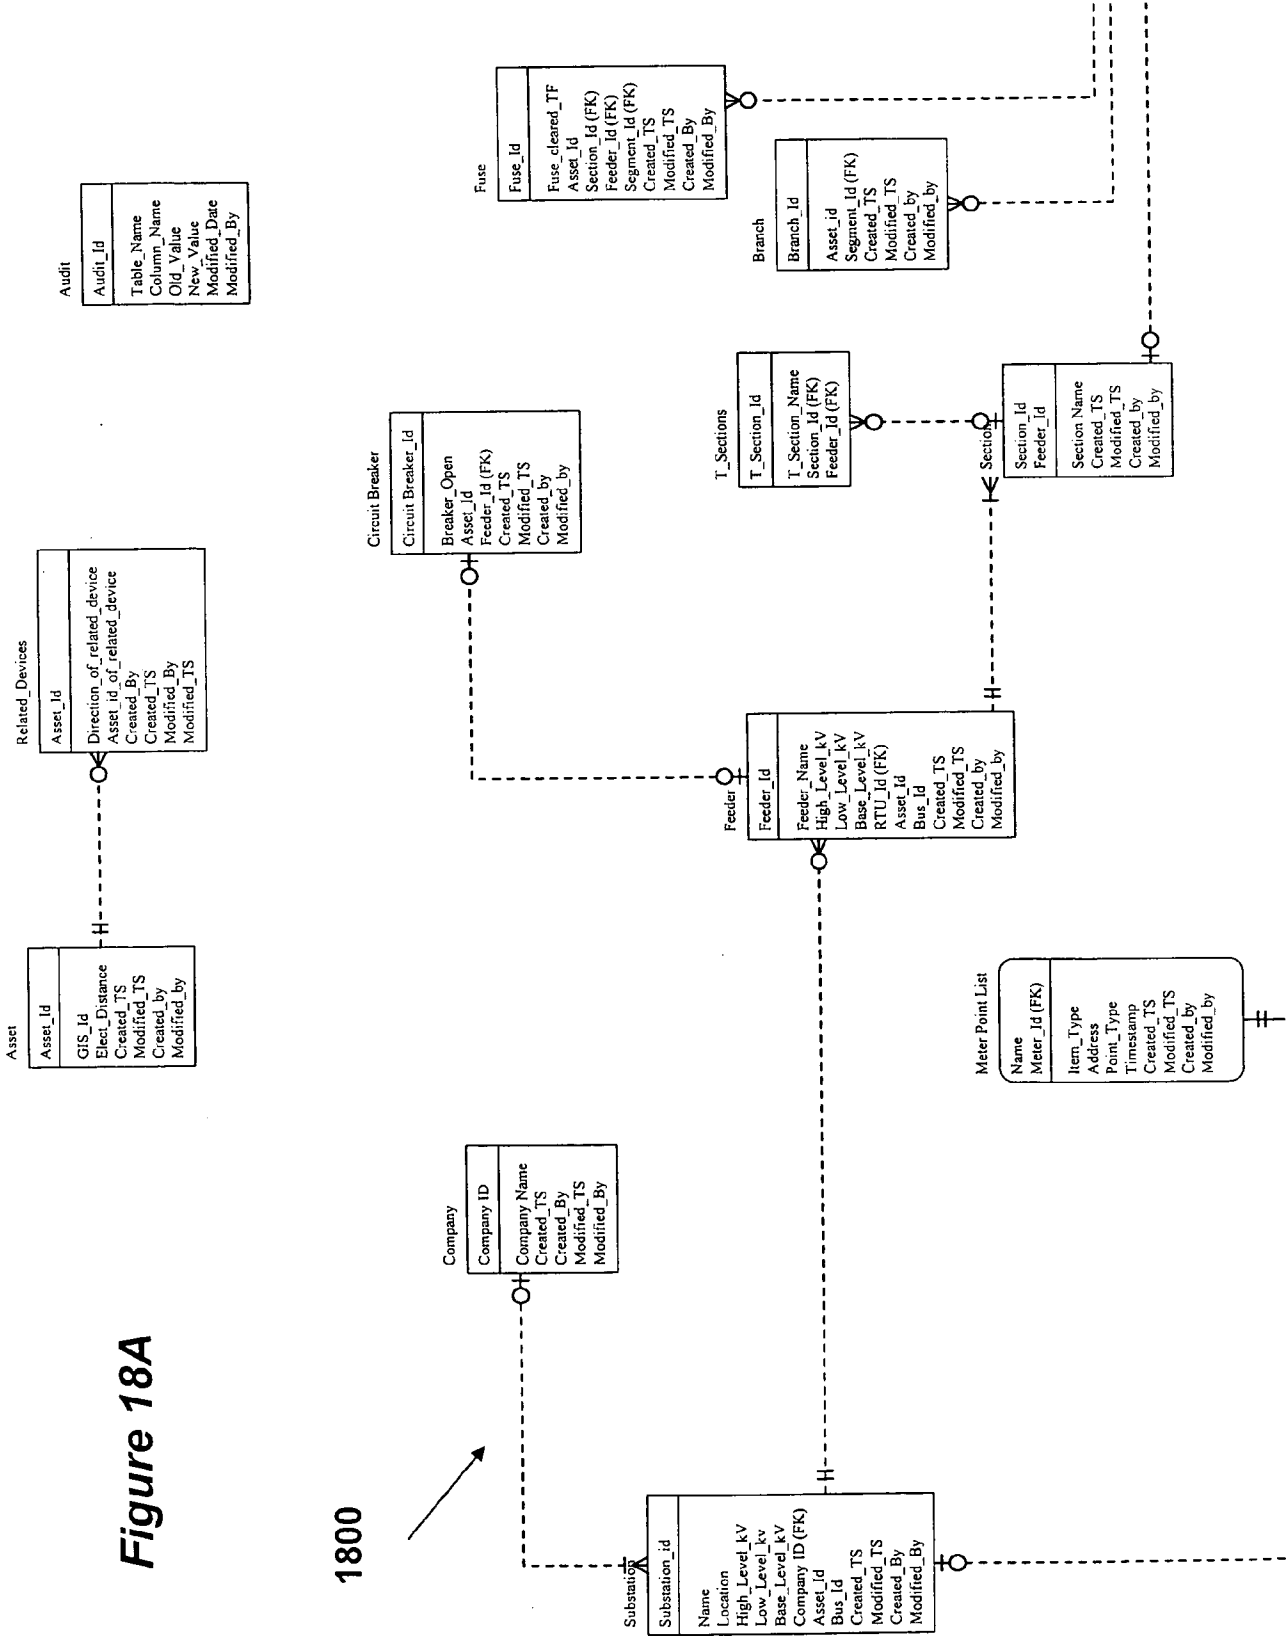 Figure 18A
1800
Asset
Asset_Id
GIS_Id
Elect_Distance
Created_TS
Modified_TS
Created_by
Modified_by
Related_Devices
Asset_Id
Direction_of_related_device
Asset_id_of_related_device
Created_By
Created_TS
Modified_By
Modified_TS
Audit
Audit_Id
Table_Name
Column_Name
Old_Value
New_Value
Modified_Date
Modified_By
Company
Company ID
Company Name
Created_TS
Created_By
Modified_TS
Modified_By
Circuit Breaker
Circuit Breaker_Id
Breaker_Open
Asset_Id
Feeder_Id (FK)
Created_TS
Modified_TS
Created_by
Modified_by
Fuse
Fuse_Id
Fuse_cleared_TF
Asset_Id
Section_Id (FK)
Feeder_Id (FK)
Segment_Id (FK)
Created_TS
Modified_TS
Created_By
Modified_By
Substation
Substation_id
Name
Location
High_Level_kV
Low_Level_kv
Base_Level_kV
Company ID (FK)
Asset_Id
Bus_Id
Created_TS
Modified_TS
Created_By
Modified_By
Feeder
Feeder_Id
Feeder_Name
High_Level_kV
Low_Level_kV
Base_Level_kV
RTU_Id (FK)
Asset_Id
Bus_Id
Created_TS
Modified_TS
Created_by
Modified_by
T_Sections
T_Section_Id
T_Section_Name
Section_Id (FK)
Feeder_Id (FK)
Branch
Branch_Id
Asset_id
Segment_Id (FK)
Created_TS
Modified_TS
Created_by
Modified_by
Meter Point List
Name
Meter_Id (FK)
Item_Type
Address
Point_Type
Timestamp
Created_TS
Modified_TS
Created_by
Modified_by
Section
Section_Id
Feeder_Id
Section Name
Created_TS
Modified_TS
Created_by
Modified_by